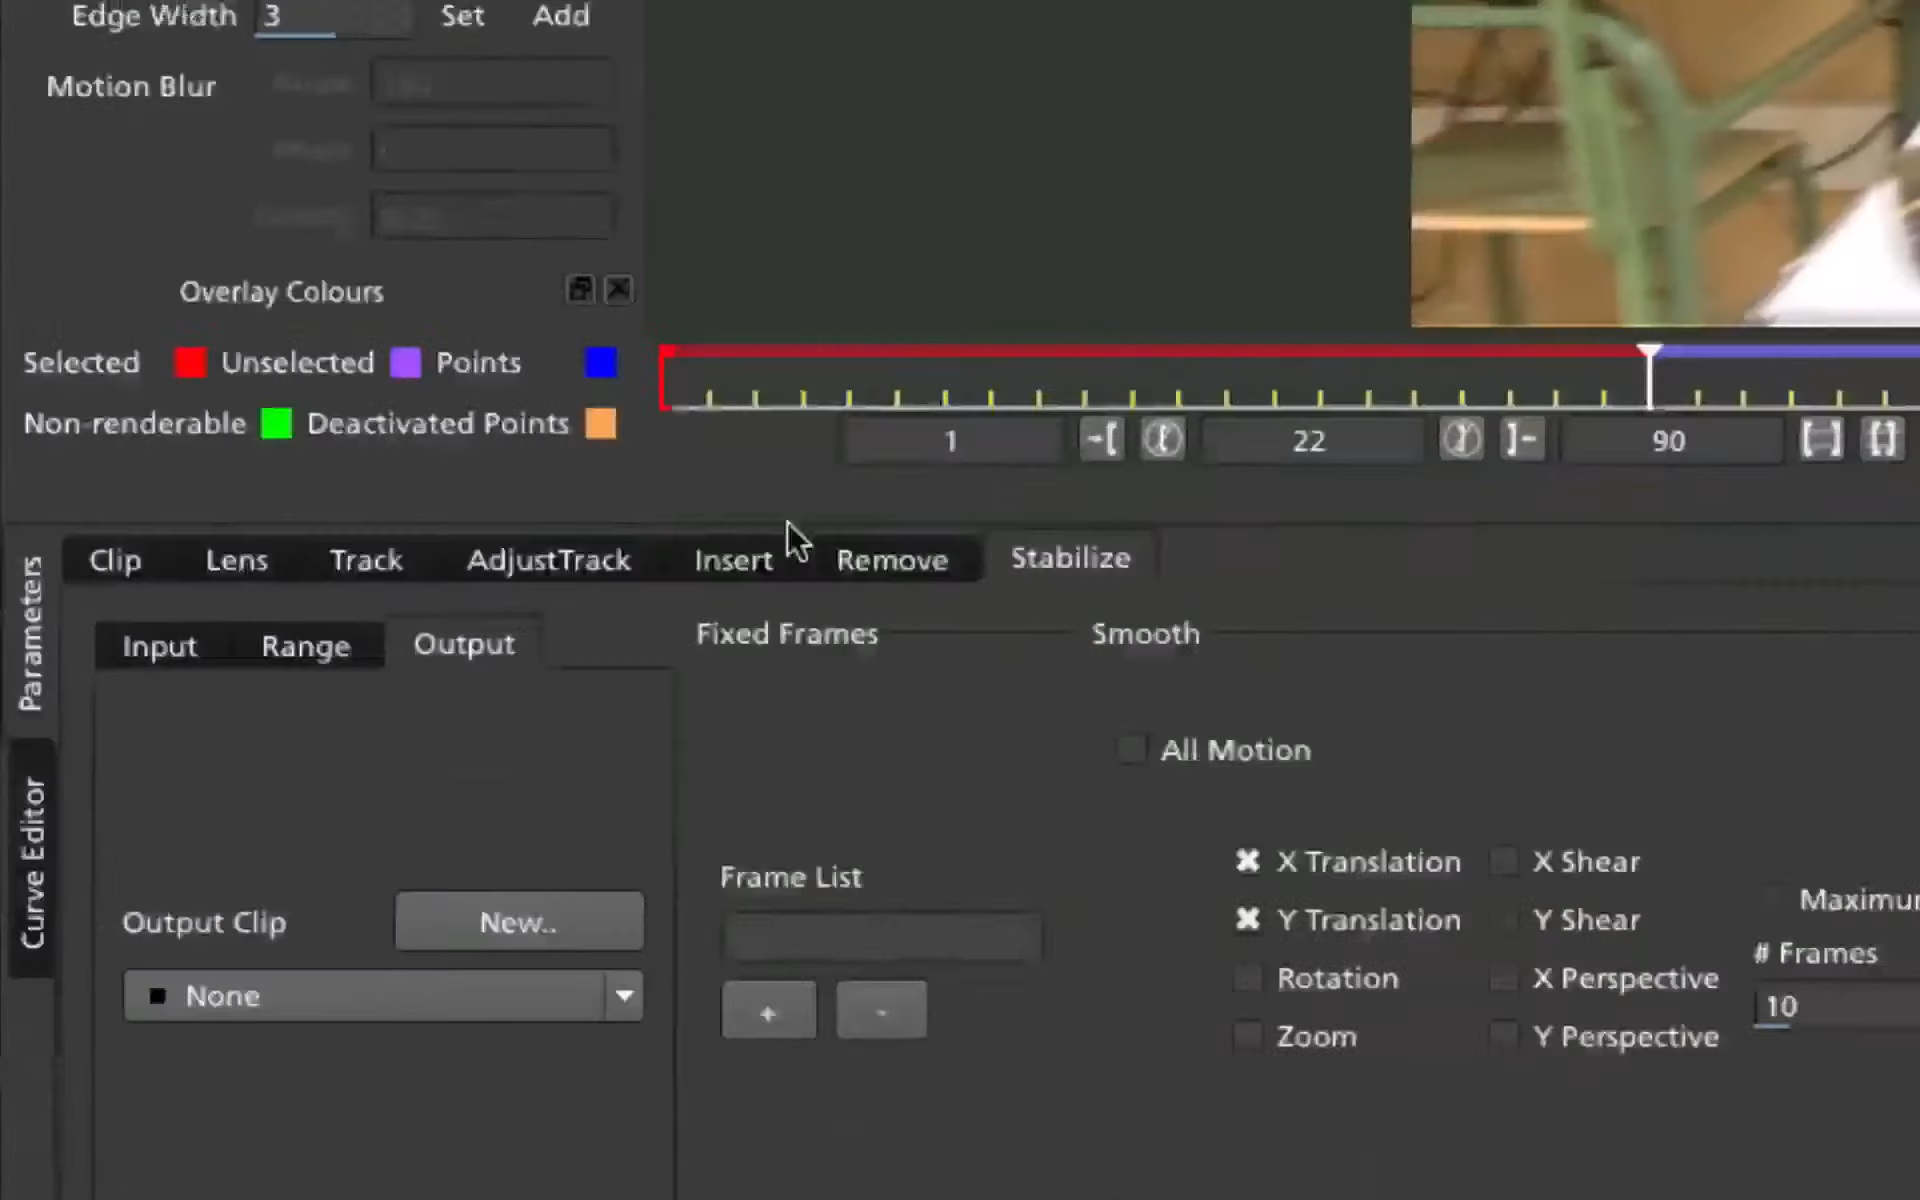 Edge Width 3 Set Add
Motion Blur
Overlay Colours
Selected Unselected Points
Non-renderable Deactivated Points
1 22 90
Clip Lens Track AdjustTrack Insert Remove Stabilize
Parameters
Curve Editor
Input Range Output
Fixed Frames
Smooth
All Motion
Frame List
X Translation X Shear
Y Translation Y Shear
Rotation X Perspective
Zoom Y Perspective
# Frames
10
Output Clip New..
None
+ -